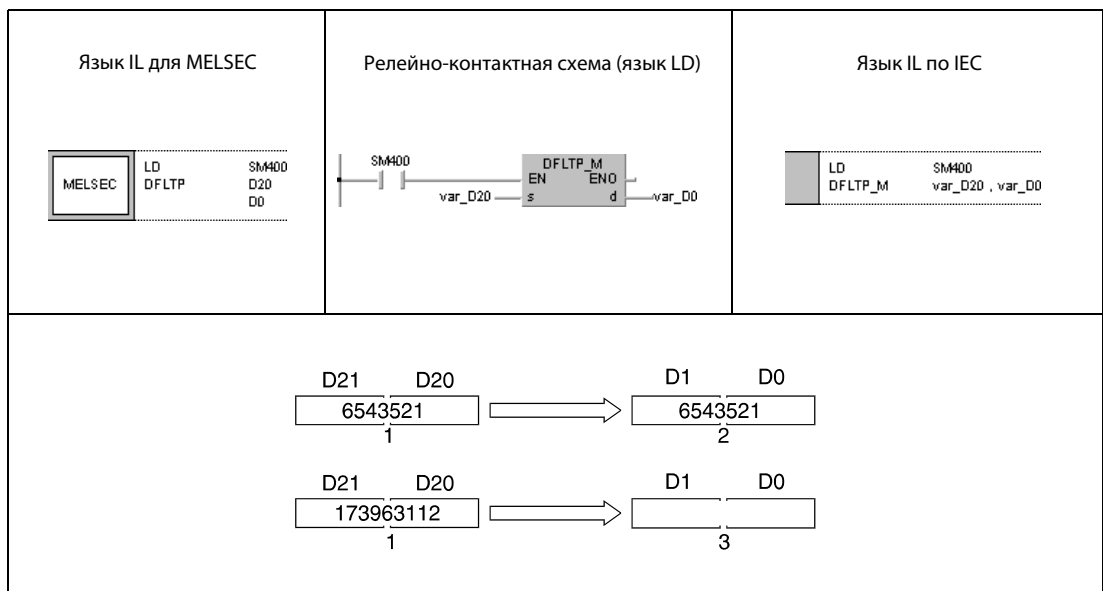 Язык IL для MELSEC
Релейно-контактная схема (язык LD)
Язык IL по IEC
MELSEC
LD SM400
DFLTP D20
D0
SM400
DFLTP_M
EN ENO
var_D20 s d var_D0
LD SM400
DFLTP_M var_D20 , var_D0
D21 D20 D1 D0
6543521 6543521
1 2
D21 D20 D1 D0
173963112
1 3